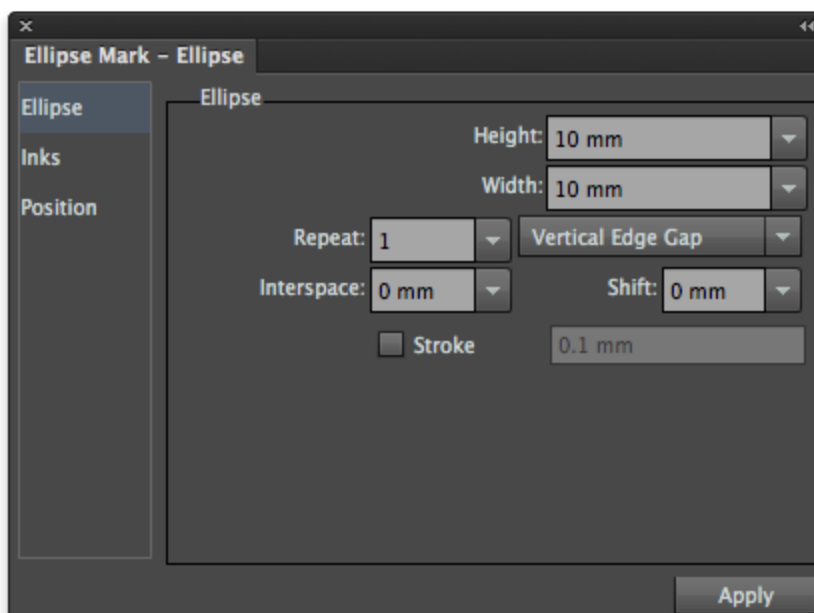 Ellipse Mark – Ellipse
Ellipse
Inks
Position
Ellipse
Height: 10 mm
Width: 10 mm
Repeat: 1 Vertical Edge Gap
Interspace: 0 mm Shift: 0 mm
Stroke 0.1 mm
Apply